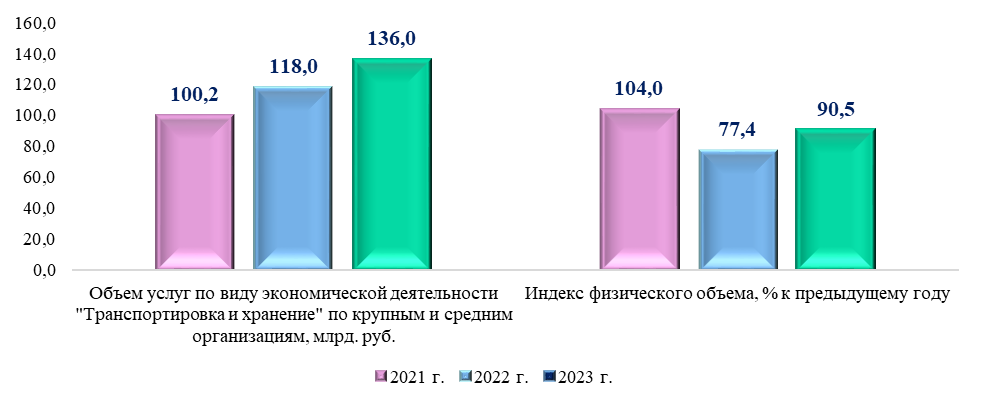 160,0
140,0
120,0
100,0
80,0
60,0
40,0
20,0
0,0
100,2
118,0
136,0
104,0
77,4
90,5
Объем услуг по виду экономической деятельности
"Транспортировка и хранение" по крупным и средним
организациям, млрд. руб.
Индекс физического объема, % к предыдущему году
2021 г.
2022 г.
2023 г.